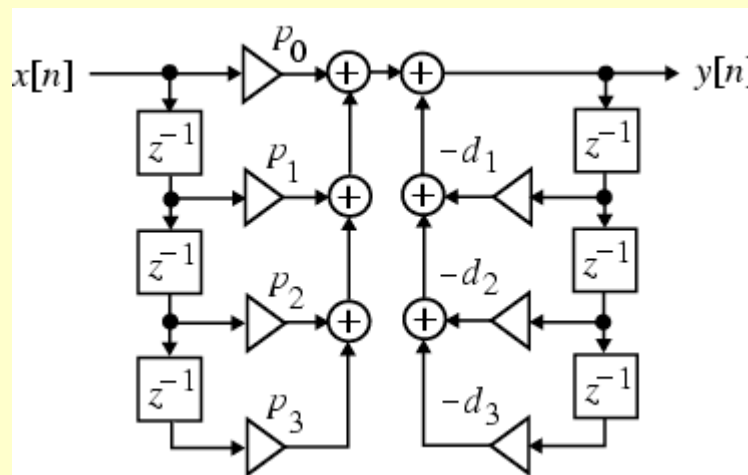 x[n] p₀ + + y[n]
z⁻¹ z⁻¹
p₁ + + -d₁
z⁻¹ z⁻¹
p₂ + + -d₂
z⁻¹ z⁻¹
p₃ -d₃